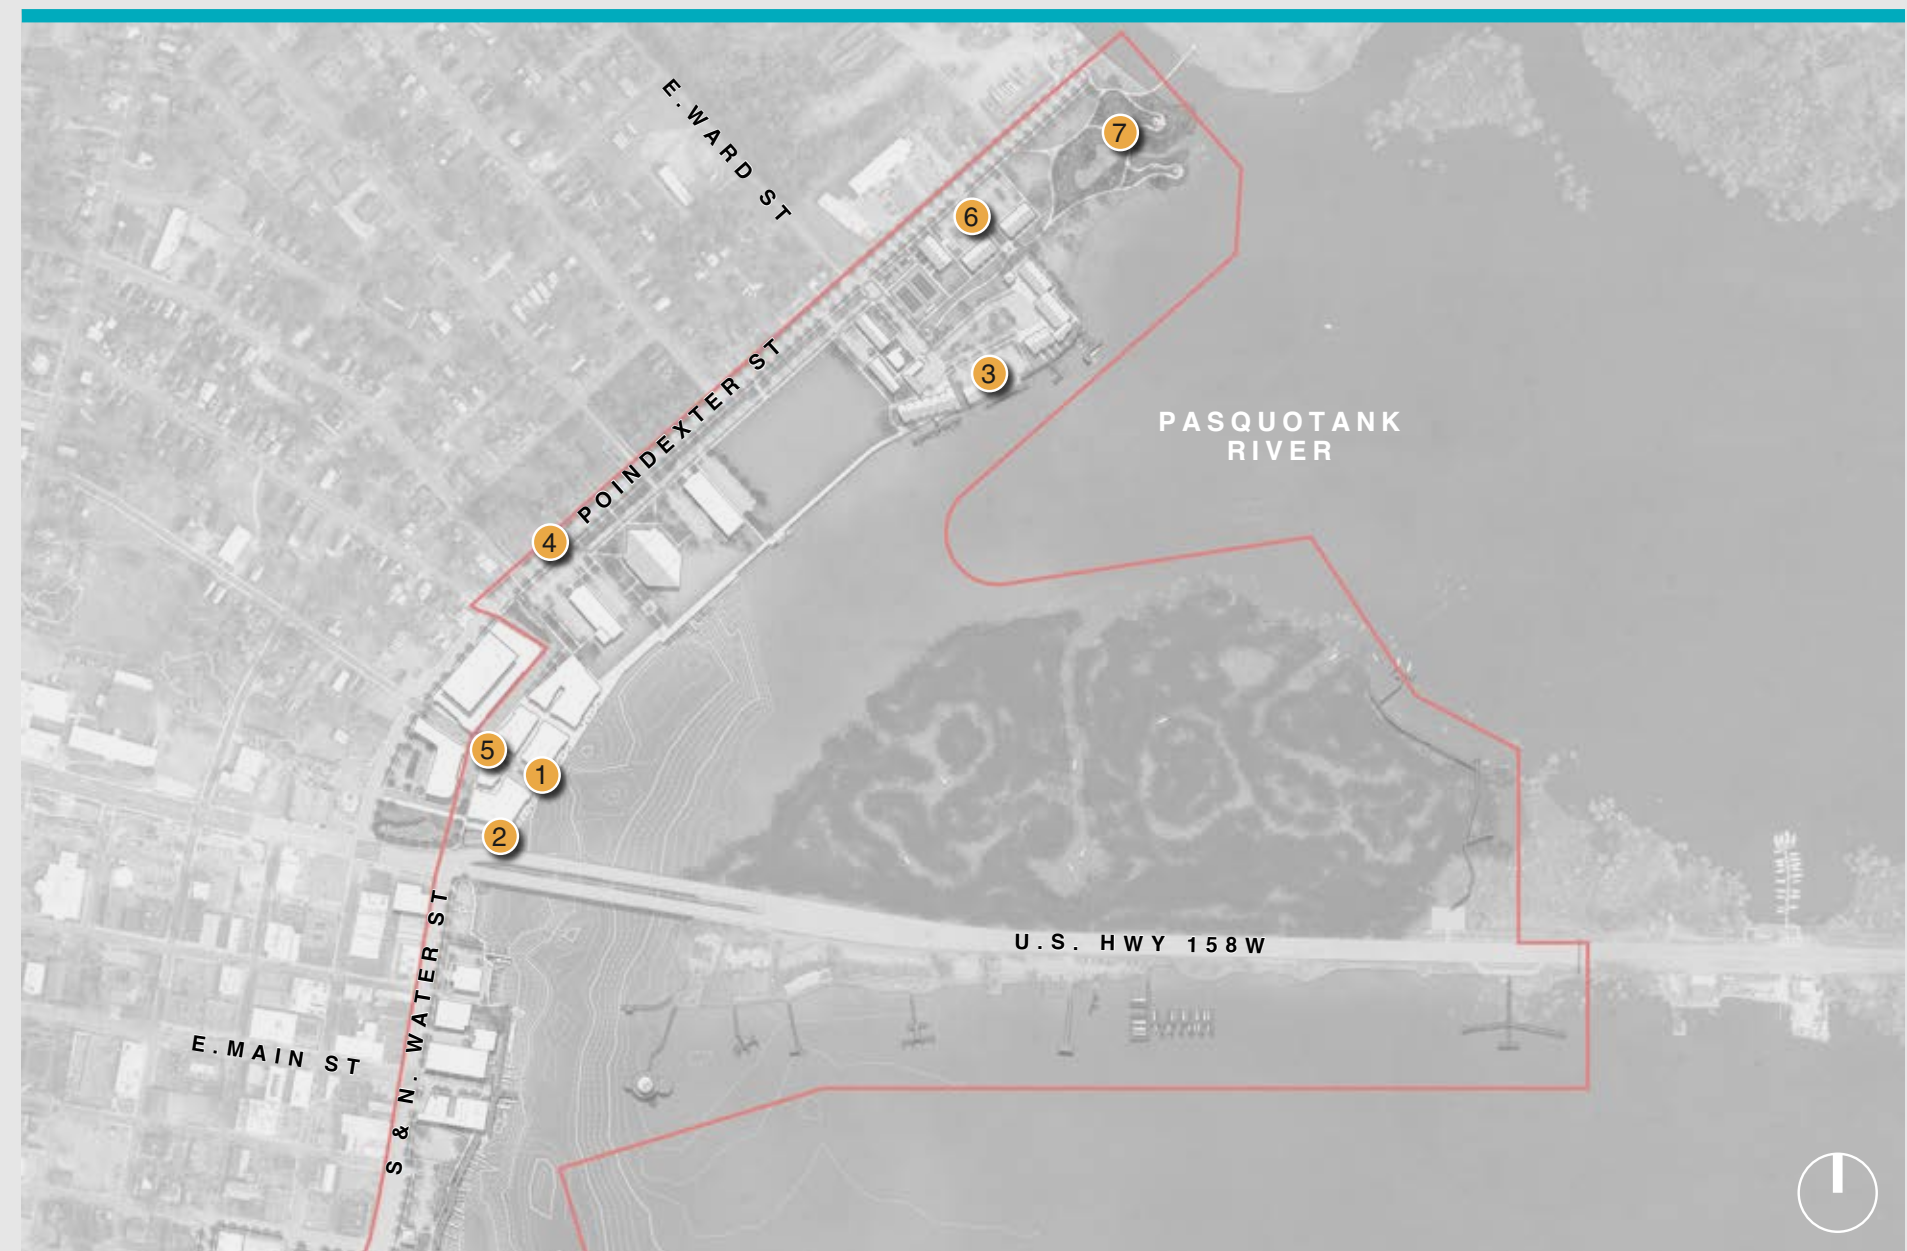 E. WARD ST
7
6
3
POINDEXTER ST
PASQUOTANK
RIVER
4
5
1
2
U.S. HWY 158W
S & N. WATER ST
E. MAIN ST